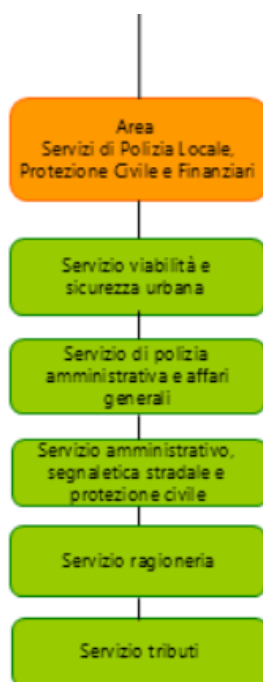 Area
Servizi di Polizia Locale,
Protezione Civile e Finanziari
Servizio viabilità e
sicurezza urbana
Servizio di polizia
amministrativa e affari
generali
Servizio amministrativo,
segnaletica stradale e
protezione civile
Servizio ragioneria
Servizio tributi